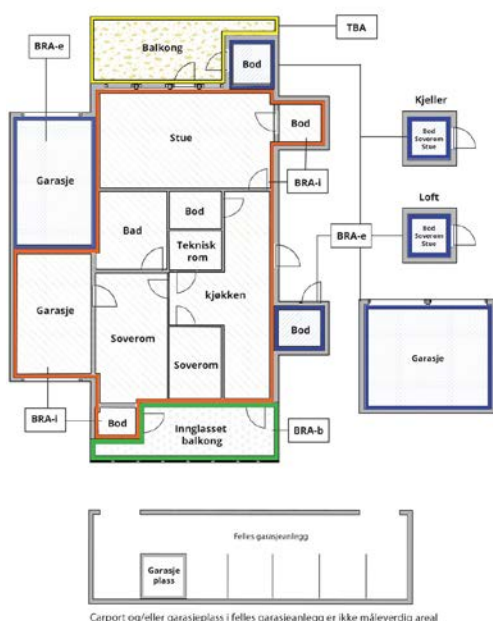 TBA
BRA-e
Balkong
Bod
Kjeller
Bod
Soverom
Stue
Stue
Bod
Garasje
BRA-i
Loft
Bod
Soverom
Stue
Bod
Bad
Teknisk
rom
BRA-e
Garasje
kjøkken
Bod
Soverom
Soverom
Garasje
BRA-i
Bod
Innglasset
balkong
BRA-b
Felles garasjeanlegg
Garasje
plass
Carport og/eller garasjeplass i felles garasjeanlegg er ikke måleverdig areal